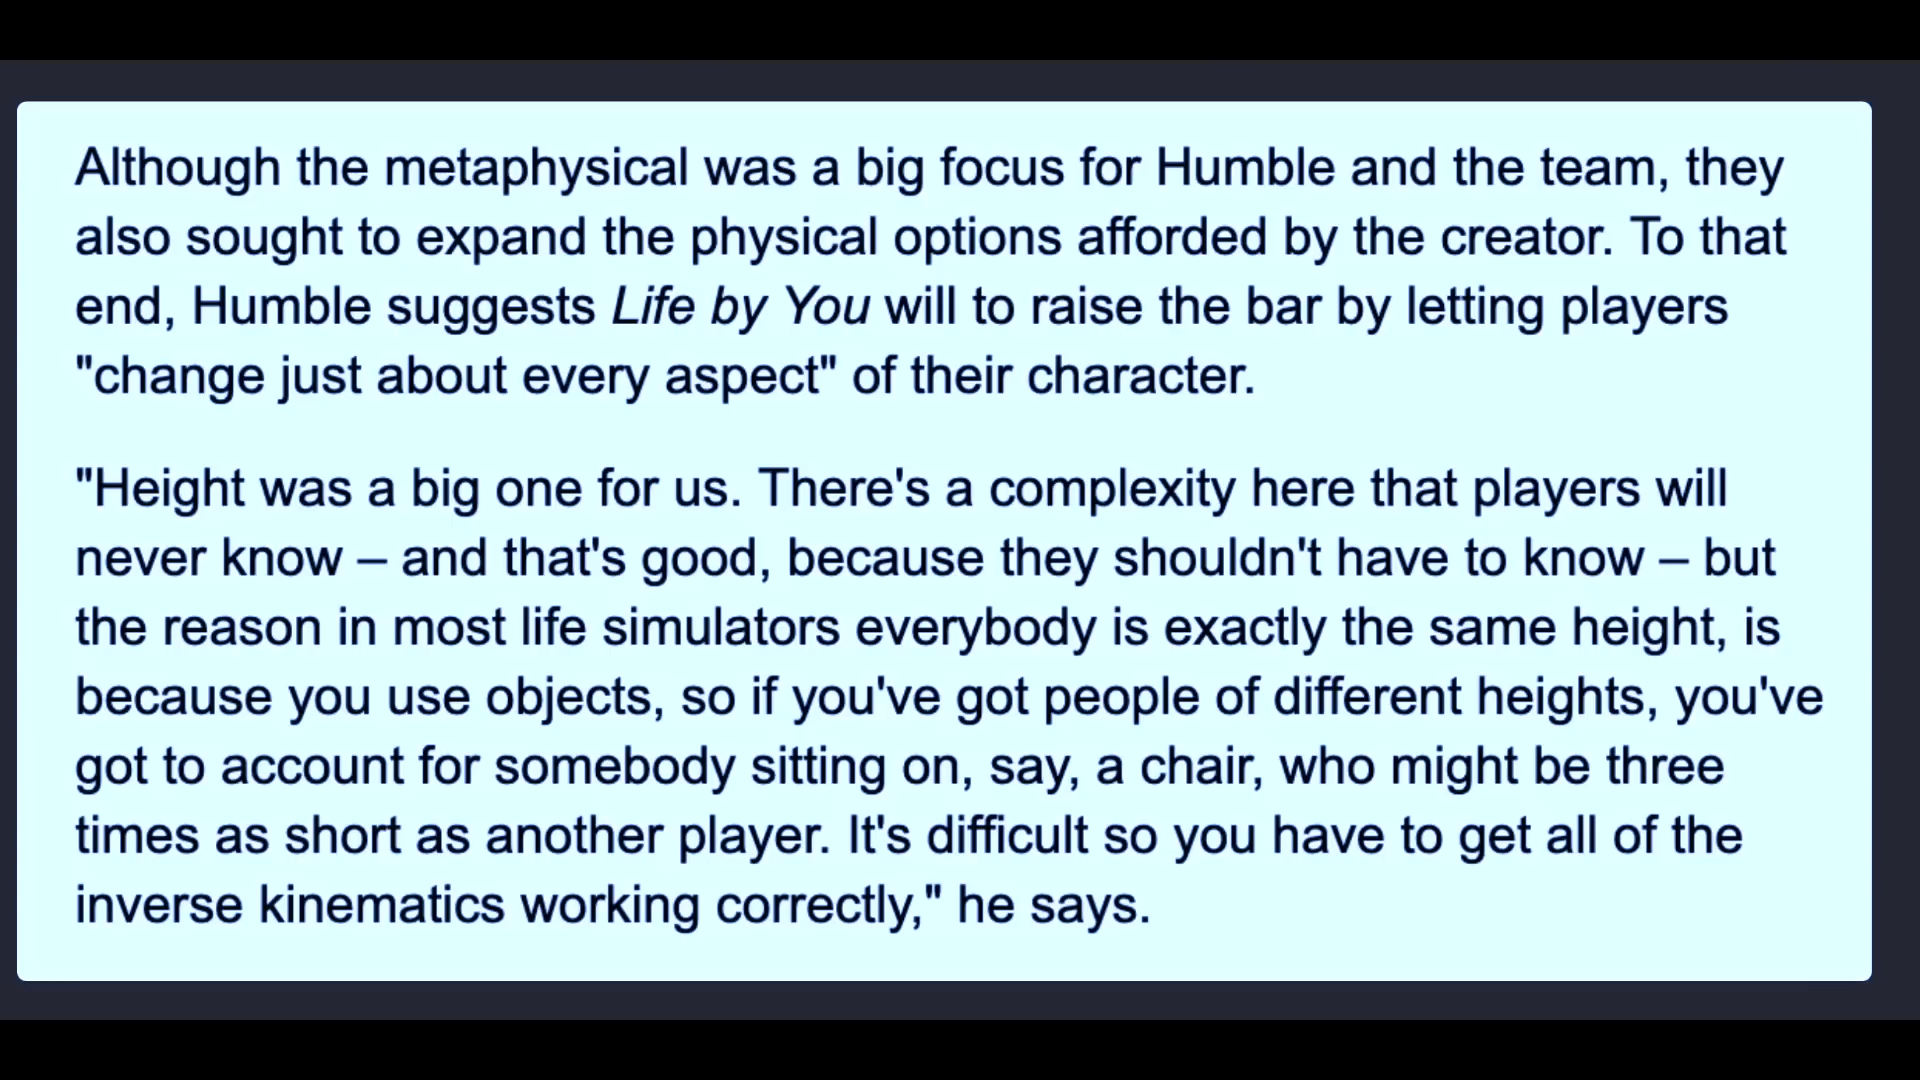 Although the metaphysical was a big focus for Humble and the team, they
also sought to expand the physical options afforded by the creator. To that
end, Humble suggests Life by You will to raise the bar by letting players
"change just about every aspect" of their character.
"Height was a big one for us. There's a complexity here that players will
never know – and that's good, because they shouldn't have to know – but
the reason in most life simulators everybody is exactly the same height, is
because you use objects, so if you've got people of different heights, you've
got to account for somebody sitting on, say, a chair, who might be three
times as short as another player. It's difficult so you have to get all of the
inverse kinematics working correctly," he says.